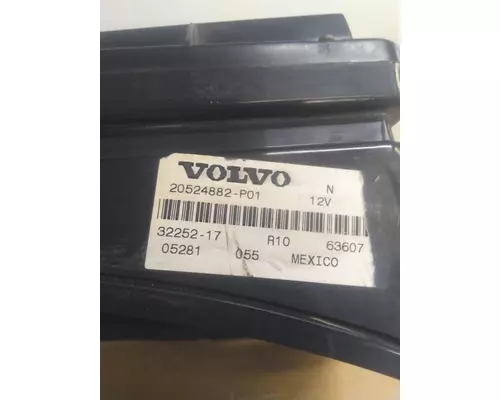 VOLVO
20524882-P01 N
12V
32252-17 R10 63607
05281 055 MEXICO